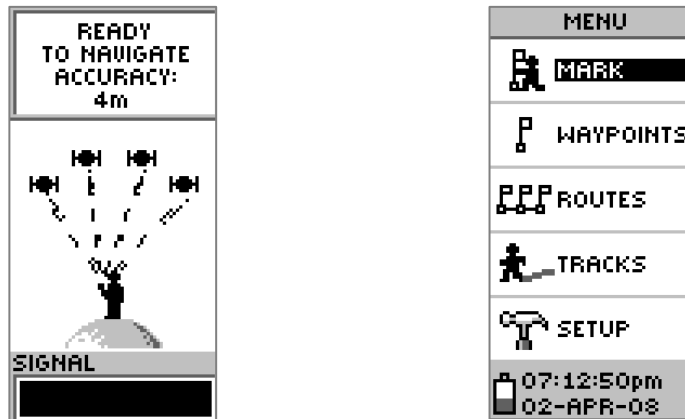 READY
TO NAVIGATE
ACCURACY:
4m
SIGNAL
MENU
MARK
WAYPOINTS
ROUTES
TRACKS
SETUP
07:12:50pm
02-APR-08